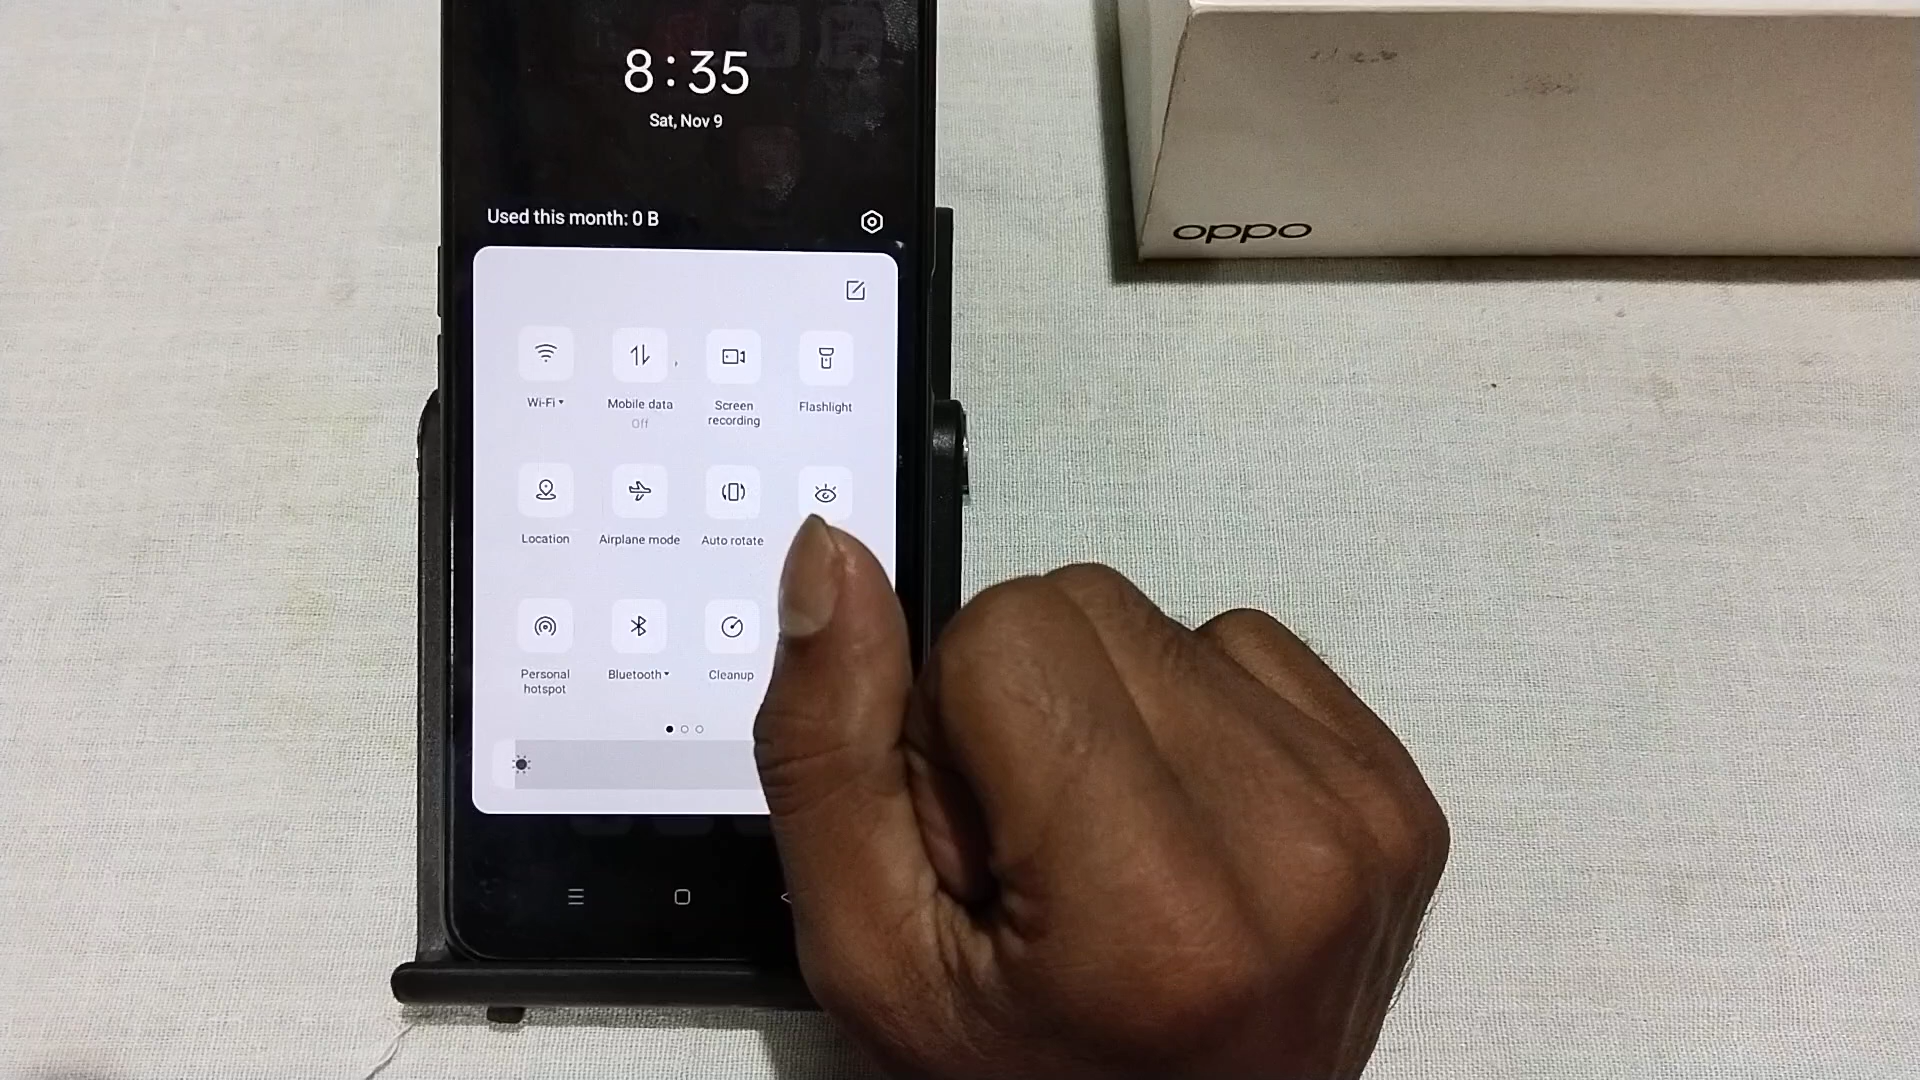 8:35
Sat, Nov 9
Used this month: 0 B
oppo
Wi-Fi
Mobile data
Off
Screen
recording
Flashlight
Location
Airplane mode
Auto rotate
Personal
hotspot
Bluetooth
Cleanup